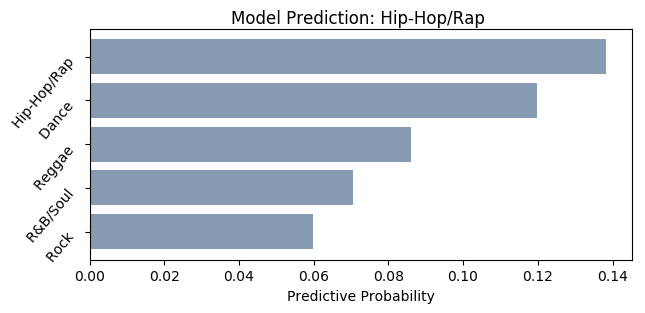 Model Prediction: Hip-Hop/Rap
Hip-Hop/Rap
Dance
Reggae
R&B/Soul
Rock
0.00 0.02 0.04 0.06 0.08 0.10 0.12 0.14
Predictive Probability